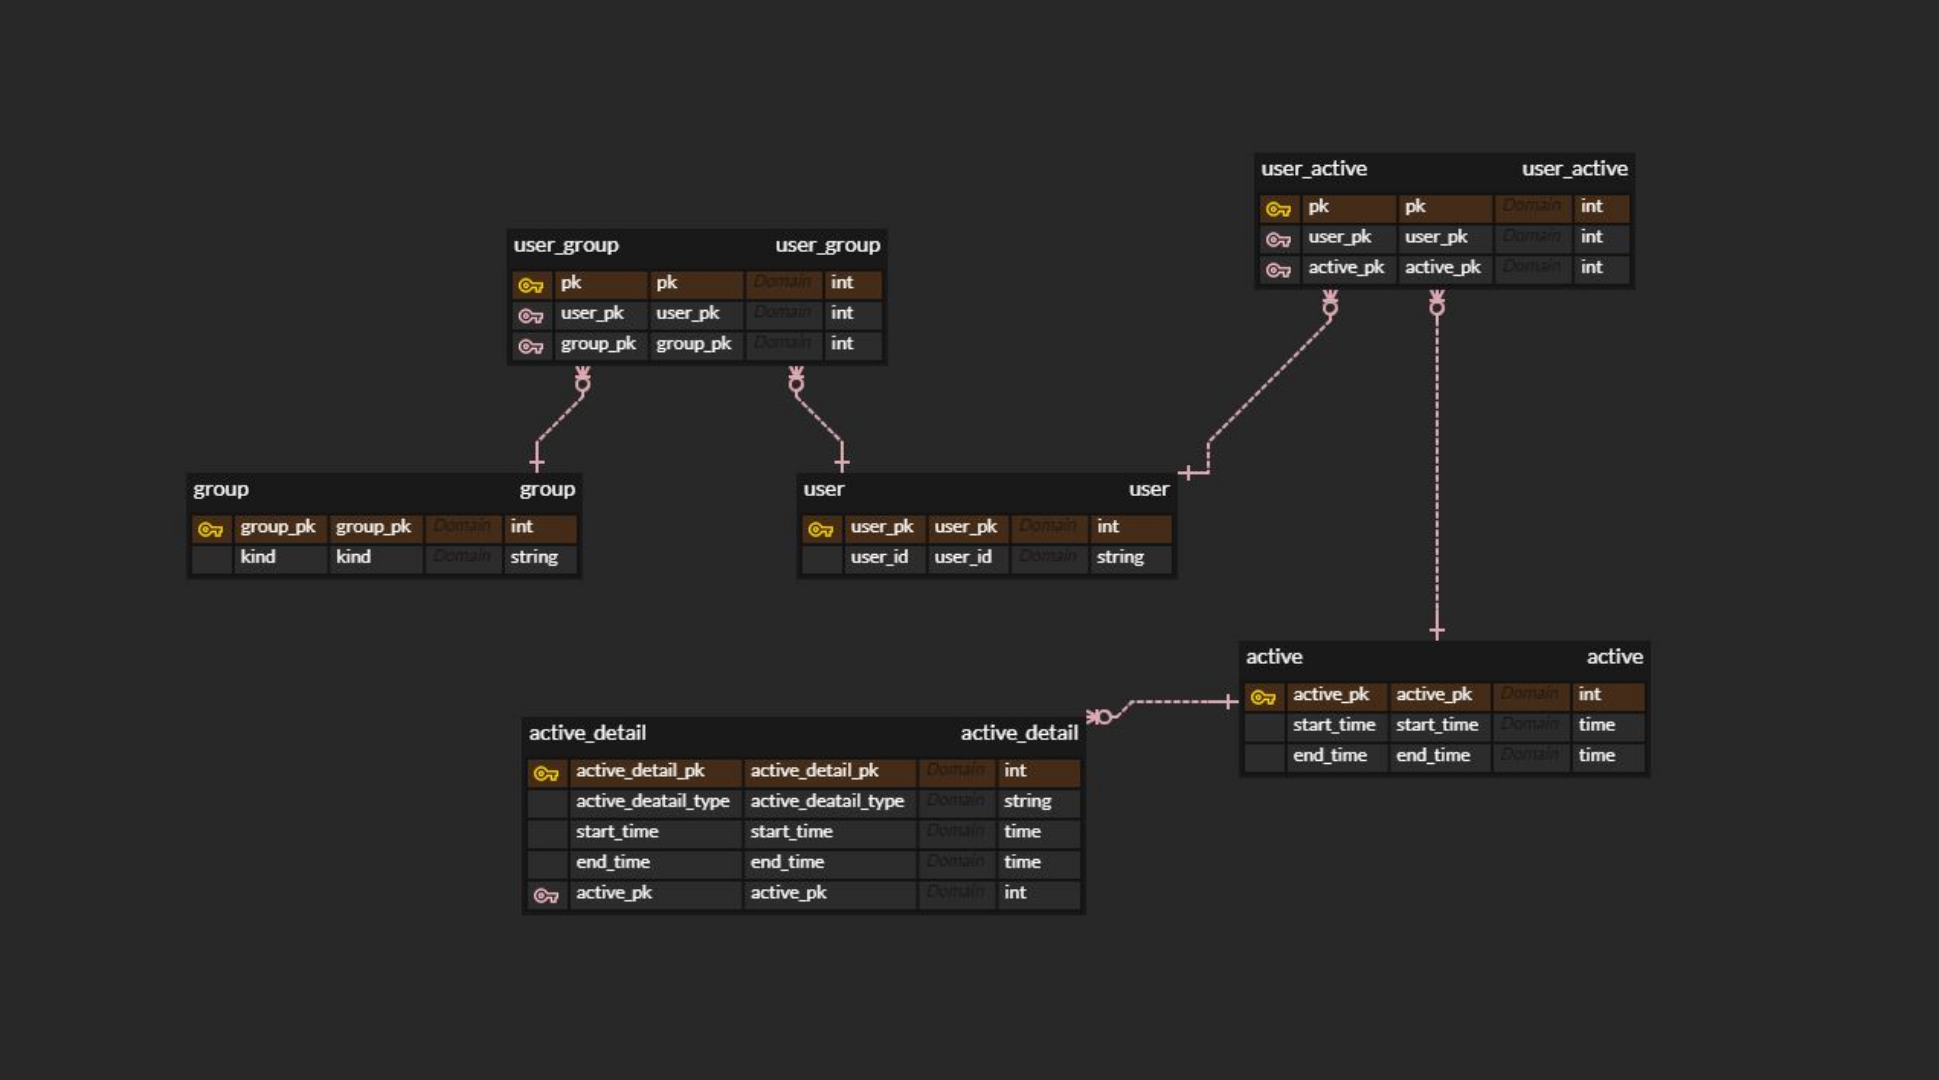 user_active user_active
pk pk Domain int
user_pk user_pk Domain int
active_pk active_pk Domain int
user_group user_group
pk pk Domain int
user_pk user_pk Domain int
group_pk group_pk Domain int
group group
group_pk group_pk Domain int
kind kind Domain string
user user
user_pk user_pk Domain int
user_id user_id Domain string
active active
active_pk active_pk Domain int
start_time start_time Domain time
end_time end_time Domain time
active_detail active_detail
active_detail_pk active_detail_pk Domain int
active_deatail_type active_deatail_type Domain string
start_time start_time Domain time
end_time end_time Domain time
active_pk active_pk Domain int